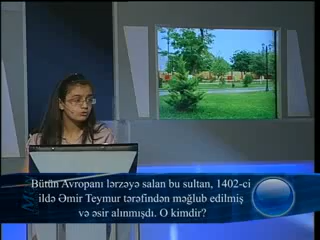 Bütün Avropanı lərzəyə salan bu sultan, 1402-ci
ildə Əmir Teymur tərəfindən məğlub edilmiş
və əsir alınmışdı. O kimdir?